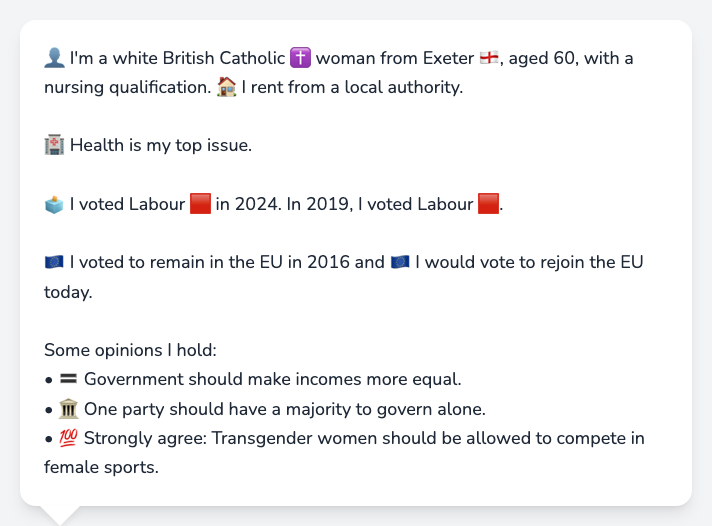 👤 I'm a white British Catholic ✝️ woman from Exeter 🏴󠁧󠁢󠁥󠁮󠁧󠁿, aged 60, with a
nursing qualification. 🏠 I rent from a local authority.
🏥 Health is my top issue.
🗳️ I voted Labour 🟥 in 2024. In 2019, I voted Labour 🟥.
🇪🇺 I voted to remain in the EU in 2016 and 🇪🇺 I would vote to rejoin the EU
today.
Some opinions I hold:
• 🟰 Government should make incomes more equal.
• 🏛️ One party should have a majority to govern alone.
• 💯 Strongly agree: Transgender women should be allowed to compete in
female sports.